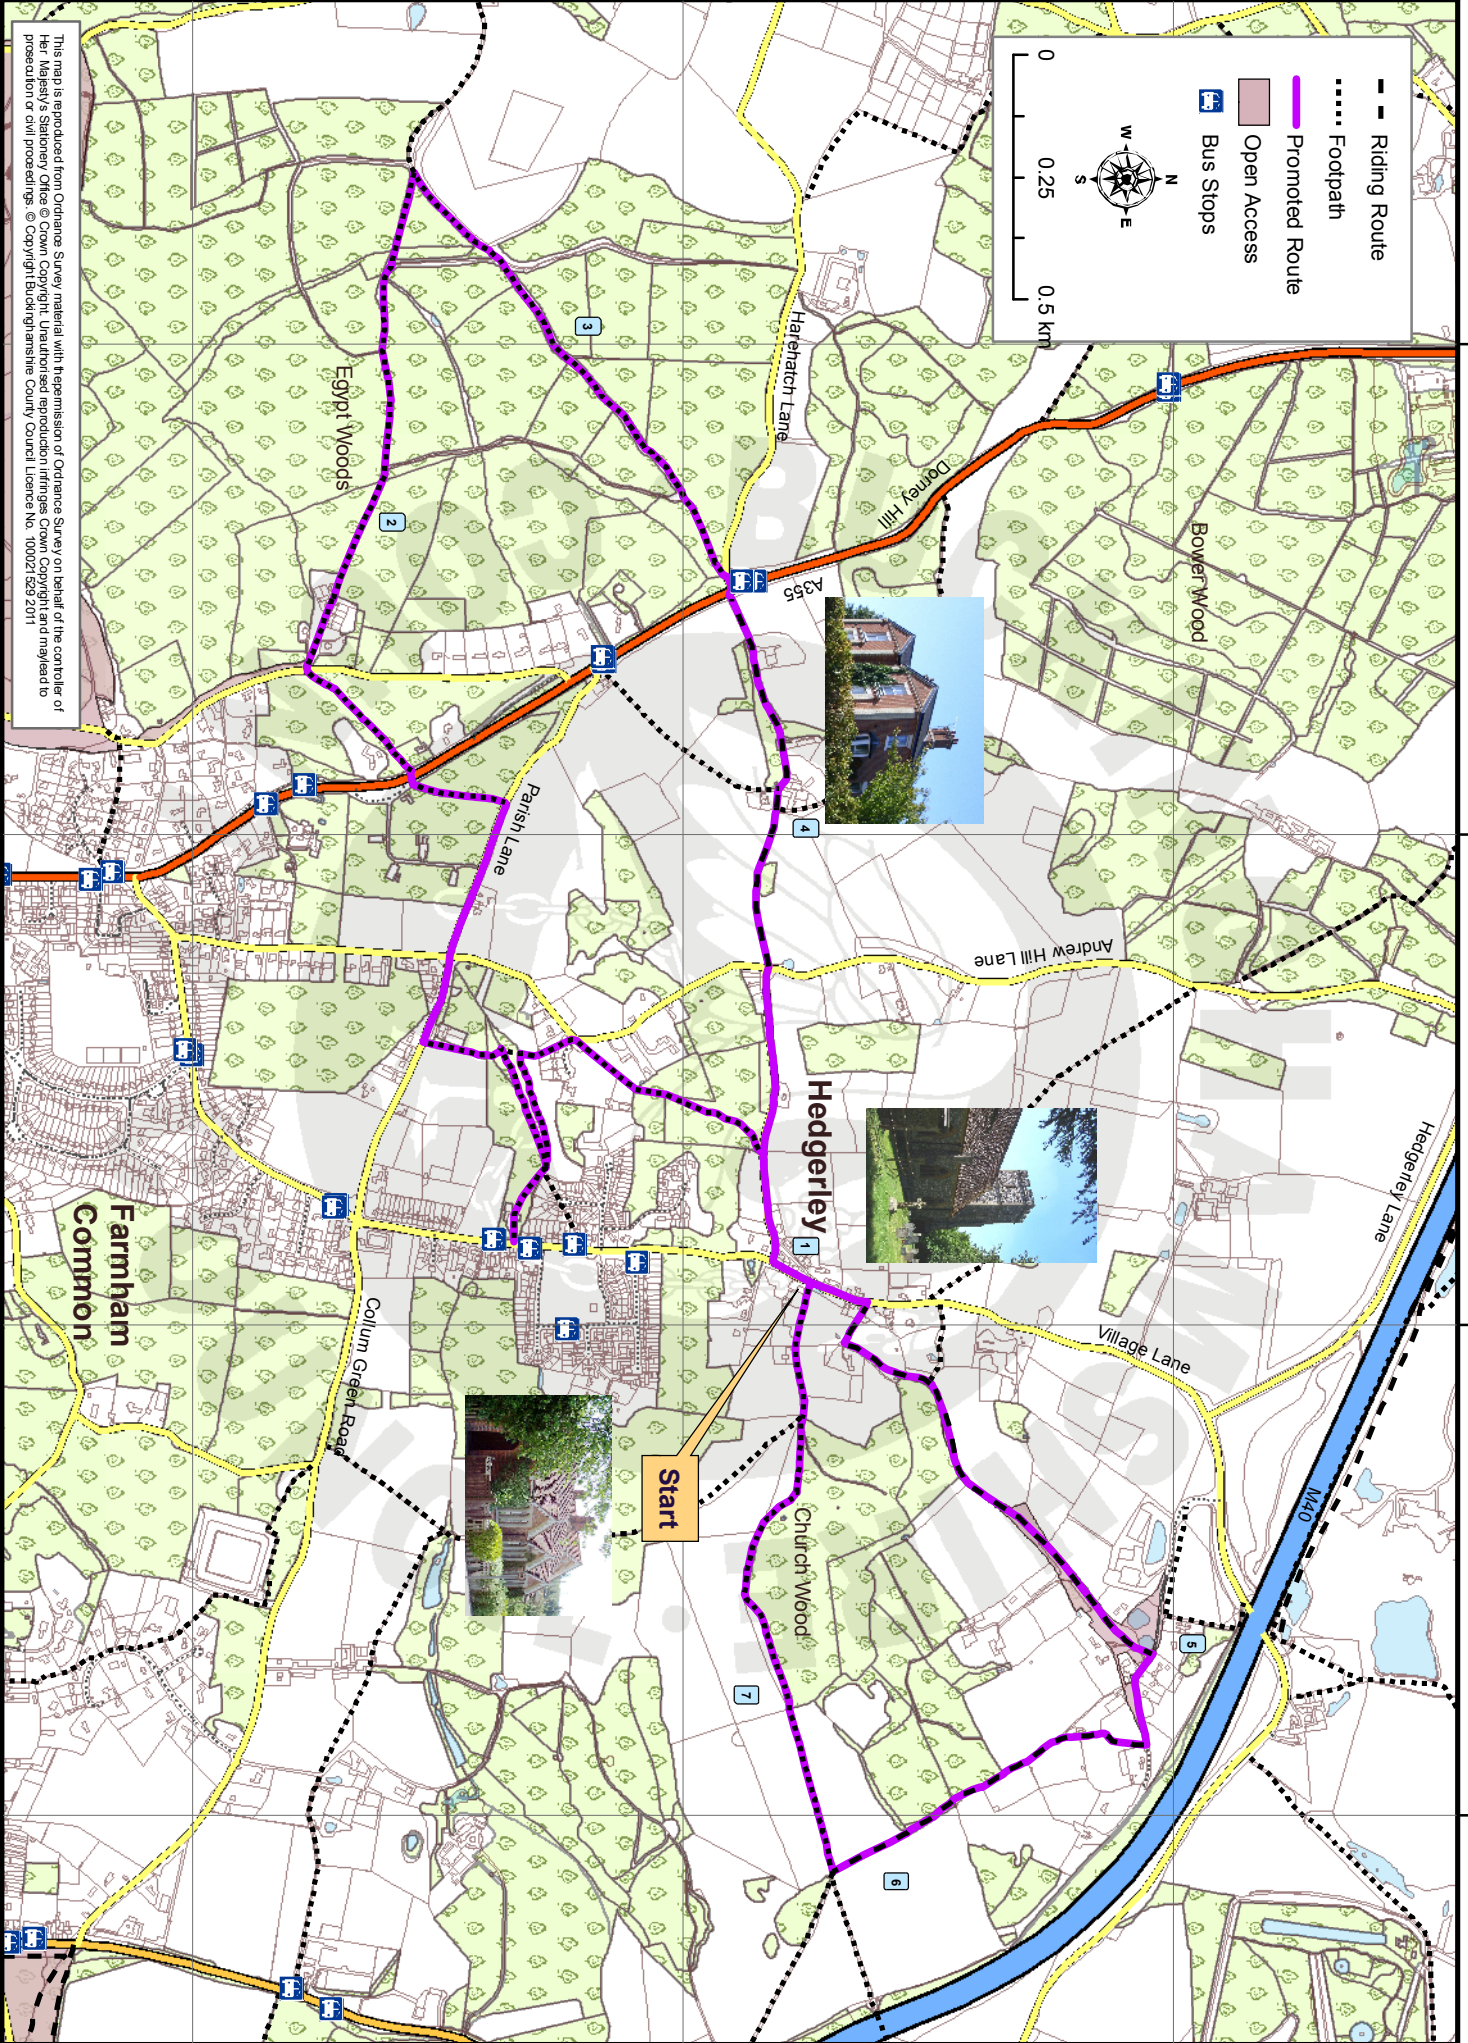 Riding Route
Footpath
Promoted Route
Open Access
Bus Stops
N
W
E
S
0
0.25
0.5 km
Bower Wood
Dorney Hill
A355
Harehatch Lane
3
Egypt Woods
2
4
Andrew Hill Lane
Parish Lane
Hedgerley
1
Hedgerley Lane
Village Lane
M40
Farmham
Common
Collum Green Road
Start
Church Wood
5
7
6
This map is reproduced from Ordnance Survey material with the permission of Ordnance Survey on behalf of the controller of
Her Majesty's Stationery Office © Crown Copyright. Unauthorised reproduction infringes Crown Copyright and may lead to
prosecution or civil proceedings. © Copyright Buckinghamshire County Council Licence No. 100021529 2011